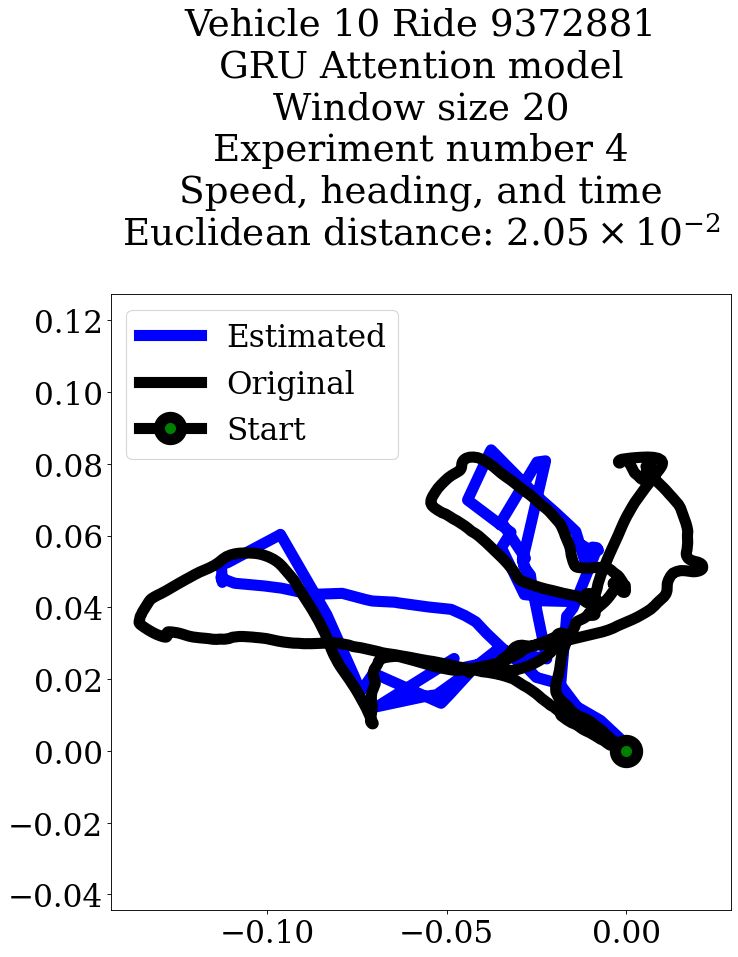 Vehicle 10 Ride 9372881
GRU Attention model
Window size 20
Experiment number 4
Speed, heading, and time
Euclidean distance: 2.05 × 10⁻²
0.12
0.10
0.08
0.06
0.04
0.02
0.00
−0.02
−0.04
Estimated
Original
Start
−0.10
−0.05
0.00